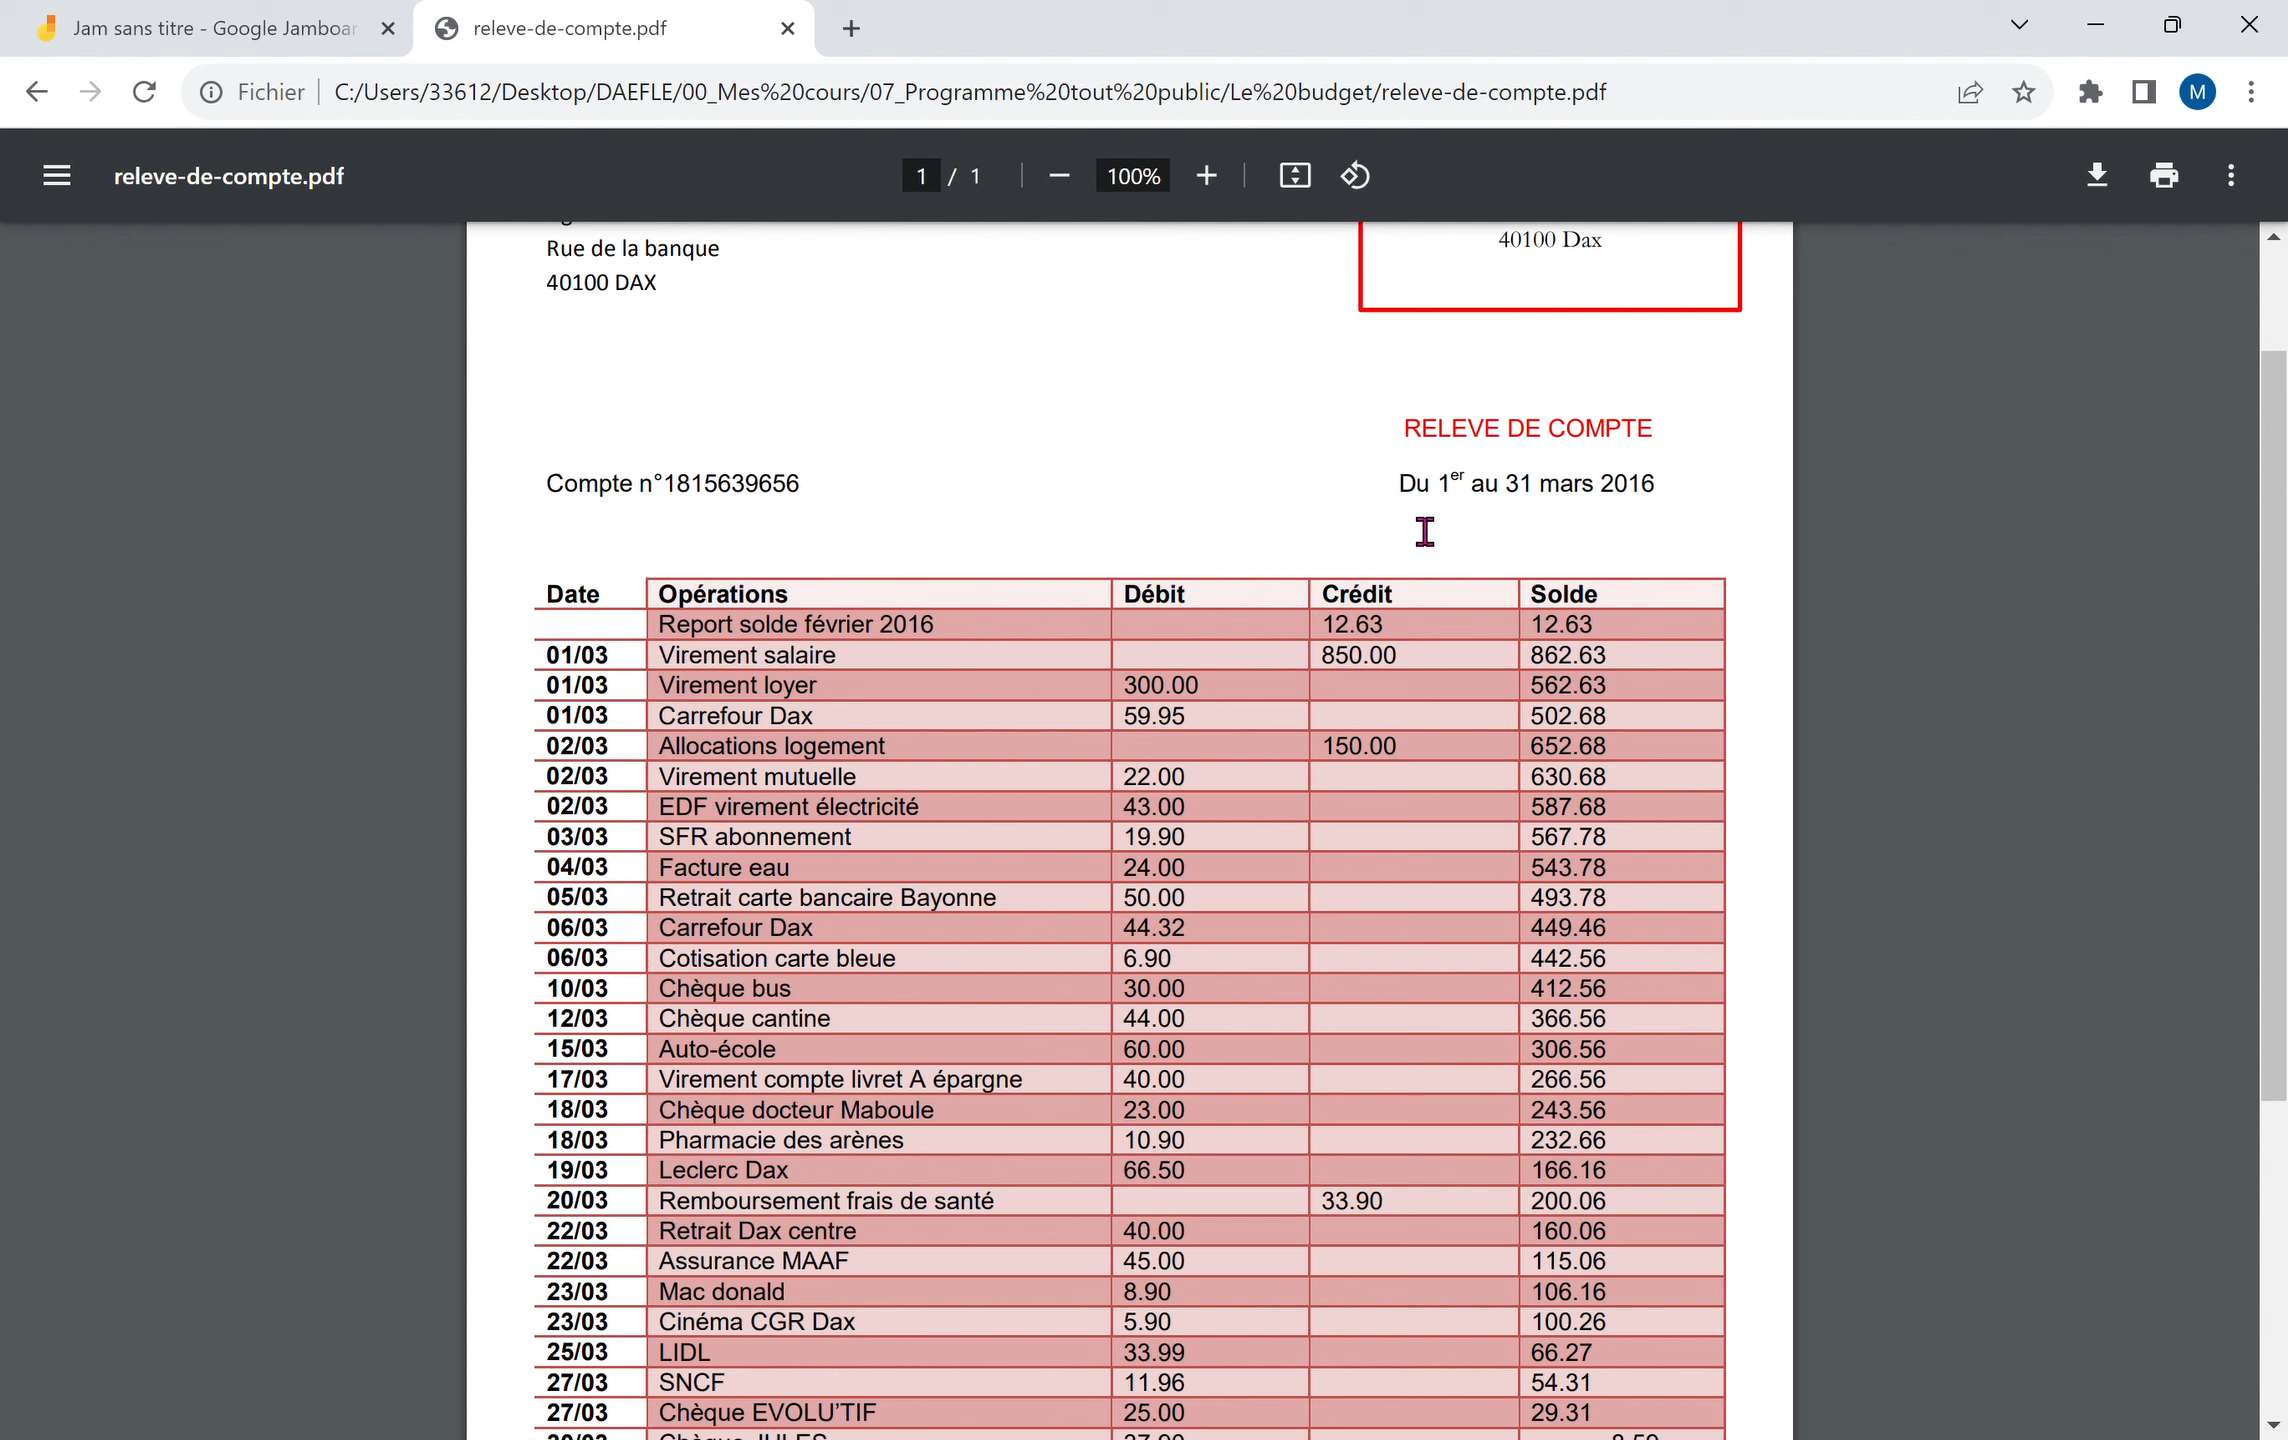 Jam sans titre - Google Jamboar
releve-de-compte.pdf
Fichier C:/Users/33612/Desktop/DAEFLE/00_Mes%20cours/07_Programme%20tout%20public/Le%20budget/releve-de-compte.pdf
M
releve-de-compte.pdf 1 / 1 100%
40100 Dax
Rue de la banque
40100 DAX
RELEVE DE COMPTE
Compte n°1815639656 Du 1er au 31 mars 2016
Date Opérations Débit Crédit Solde
Report solde février 2016 12.63 12.63
01/03 Virement salaire 850.00 862.63
01/03 Virement loyer 300.00 562.63
01/03 Carrefour Dax 59.95 502.68
02/03 Allocations logement 150.00 652.68
02/03 Virement mutuelle 22.00 630.68
02/03 EDF virement électricité 43.00 587.68
03/03 SFR abonnement 19.90 567.78
04/03 Facture eau 24.00 543.78
05/03 Retrait carte bancaire Bayonne 50.00 493.78
06/03 Carrefour Dax 44.32 449.46
06/03 Cotisation carte bleue 6.90 442.56
10/03 Chèque bus 30.00 412.56
12/03 Chèque cantine 44.00 366.56
15/03 Auto-école 60.00 306.56
17/03 Virement compte livret A épargne 40.00 266.56
18/03 Chèque docteur Maboule 23.00 243.56
18/03 Pharmacie des arènes 10.90 232.66
19/03 Leclerc Dax 66.50 166.16
20/03 Remboursement frais de santé 33.90 200.06
22/03 Retrait Dax centre 40.00 160.06
22/03 Assurance MAAF 45.00 115.06
23/03 Mac donald 8.90 106.16
23/03 Cinéma CGR Dax 5.90 100.26
25/03 LIDL 33.99 66.27
27/03 SNCF 11.96 54.31
27/03 Chèque EVOLU'TIF 25.00 29.31
Chèque JULES